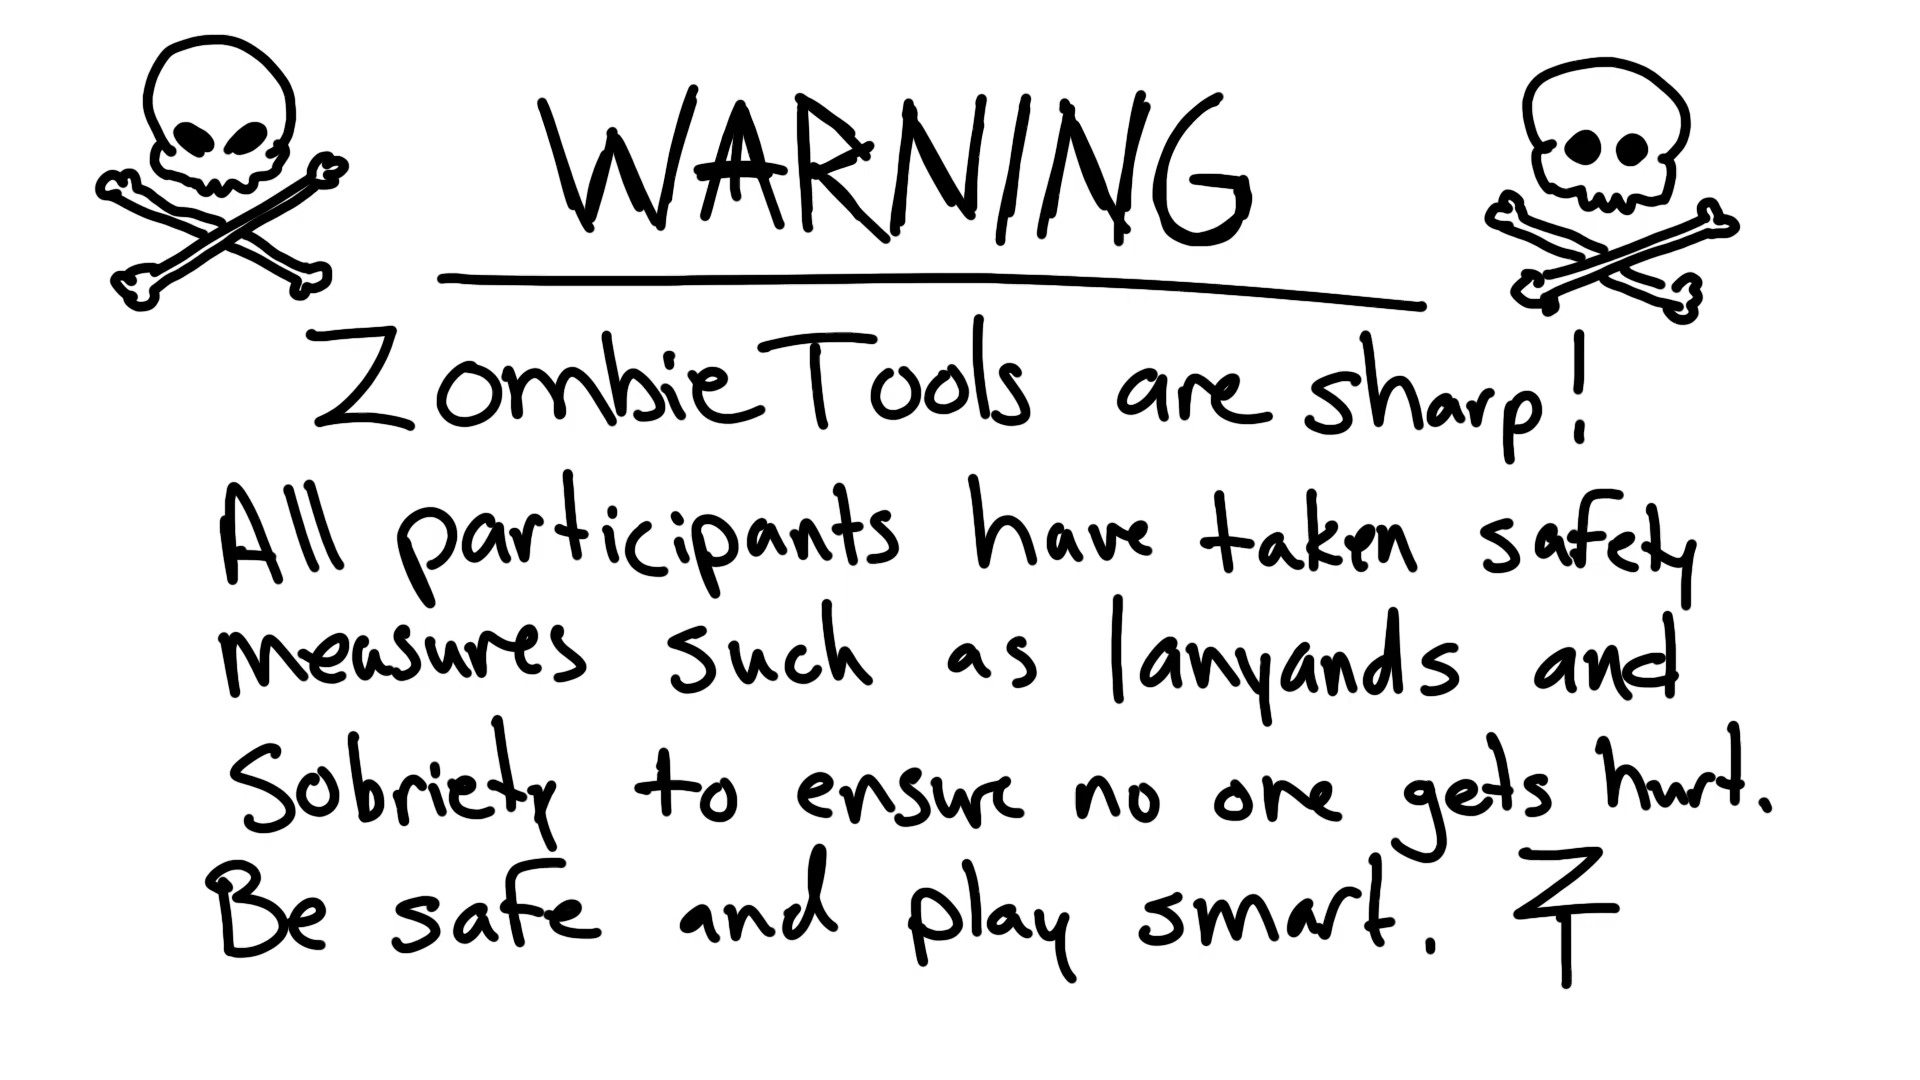 WARNING
ZombieTools are sharp!
All participants have taken safety
measures such as lanyands and
Sobriety to ensure no one gets hurt.
Be safe and play smart. ZT